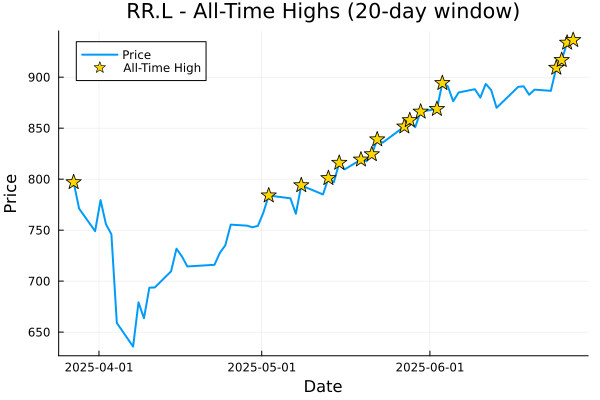 RR.L - All-Time Highs (20-day window)
Price
All-Time High
900
850
800
750
700
650
Price
2025-04-01
2025-05-01
2025-06-01
Date